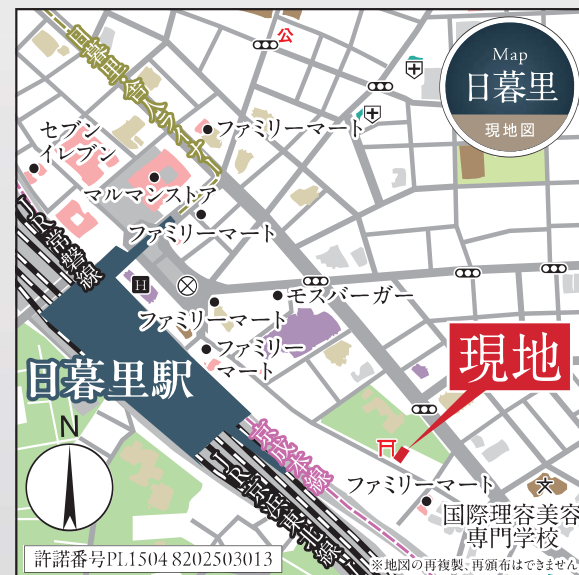 Map
日暮里
現地図
公
日暮里・舎人ライナー
セブン
イレブン
ファミリーマート
マルマンストア
ファミリーマート
JR常磐線
H
モスバーガー
ファミリーマート
ファミリー
マート
日暮里駅
現地
N
京成本線
JR京浜東北線
ファミリーマート
国際理容美容
専門学校
許諾番号PL1504 8202503013
※地図の再複製、再頒布はできません